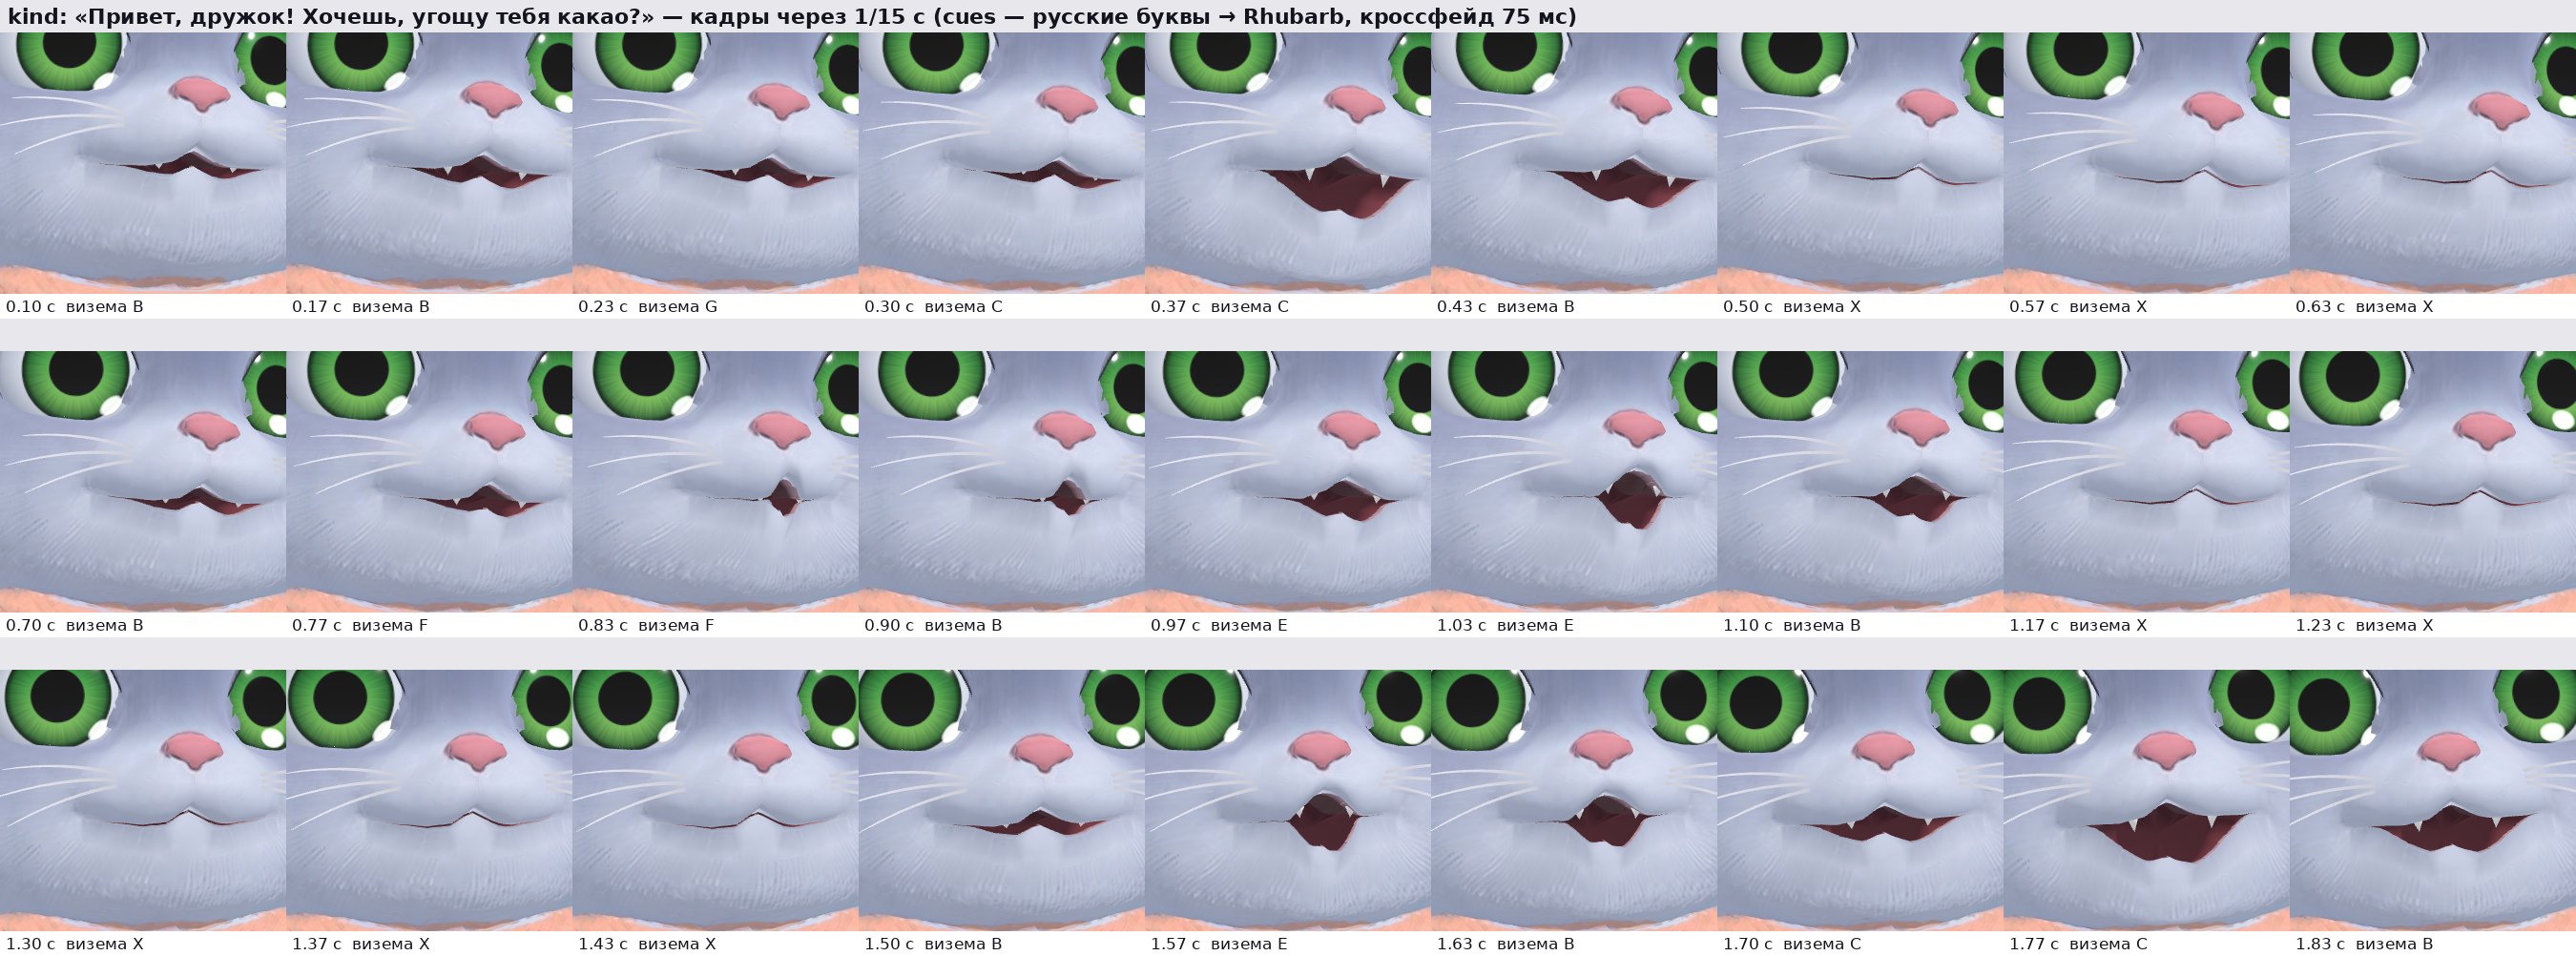 kind: «Привет, дружок! Хочешь, угощу тебя какао?» — кадры через 1/15 с (cues — русские буквы → Rhubarb, кроссфейд 75 мс)
0.10 с  визема B
0.17 с  визема B
0.23 с  визема G
0.30 с  визема C
0.37 с  визема C
0.43 с  визема B
0.50 с  визема X
0.57 с  визема X
0.63 с  визема X
0.70 с  визема B
0.77 с  визема F
0.83 с  визема F
0.90 с  визема B
0.97 с  визема E
1.03 с  визема E
1.10 с  визема B
1.17 с  визема X
1.23 с  визема X
1.30 с  визема X
1.37 с  визема X
1.43 с  визема X
1.50 с  визема B
1.57 с  визема E
1.63 с  визема B
1.70 с  визема C
1.77 с  визема C
1.83 с  визема B